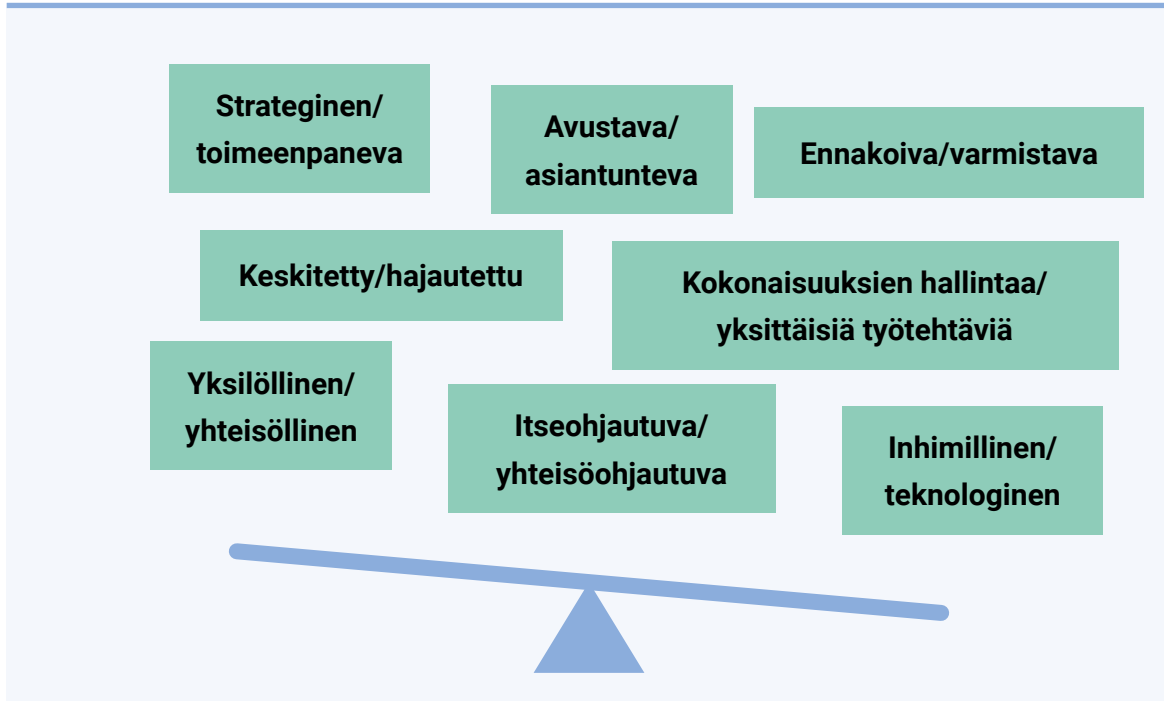 Strateginen/
toimeenpaneva
Avustava/
asiantunteva
Ennakoiva/varmistava
Keskitetty/hajautettu
Kokonaisuuksien hallintaa/
yksittäisiä työtehtäviä
Yksilöllinen/
yhteisöllinen
Itseohjautuva/
yhteisöohjautuva
Inhimillinen/
teknologinen